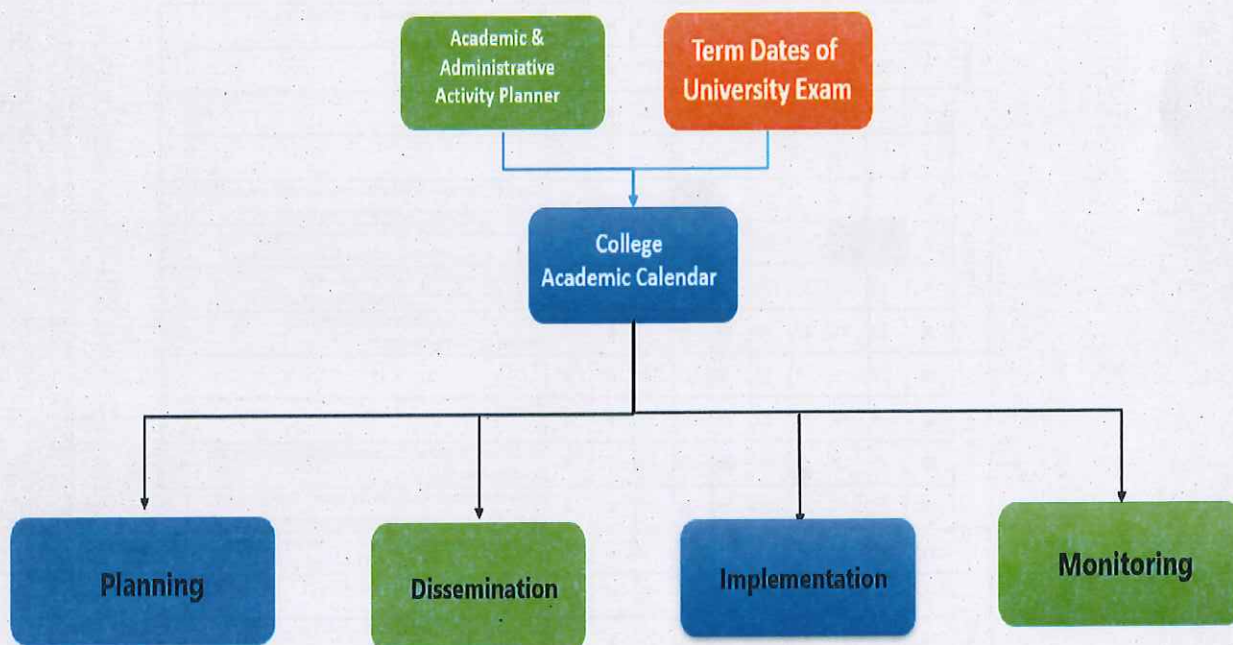 Academic &
Administrative
Activity Planner
Term Dates of
University Exam
College
Academic Calendar
Planning
Dissemination
Implementation
Monitoring